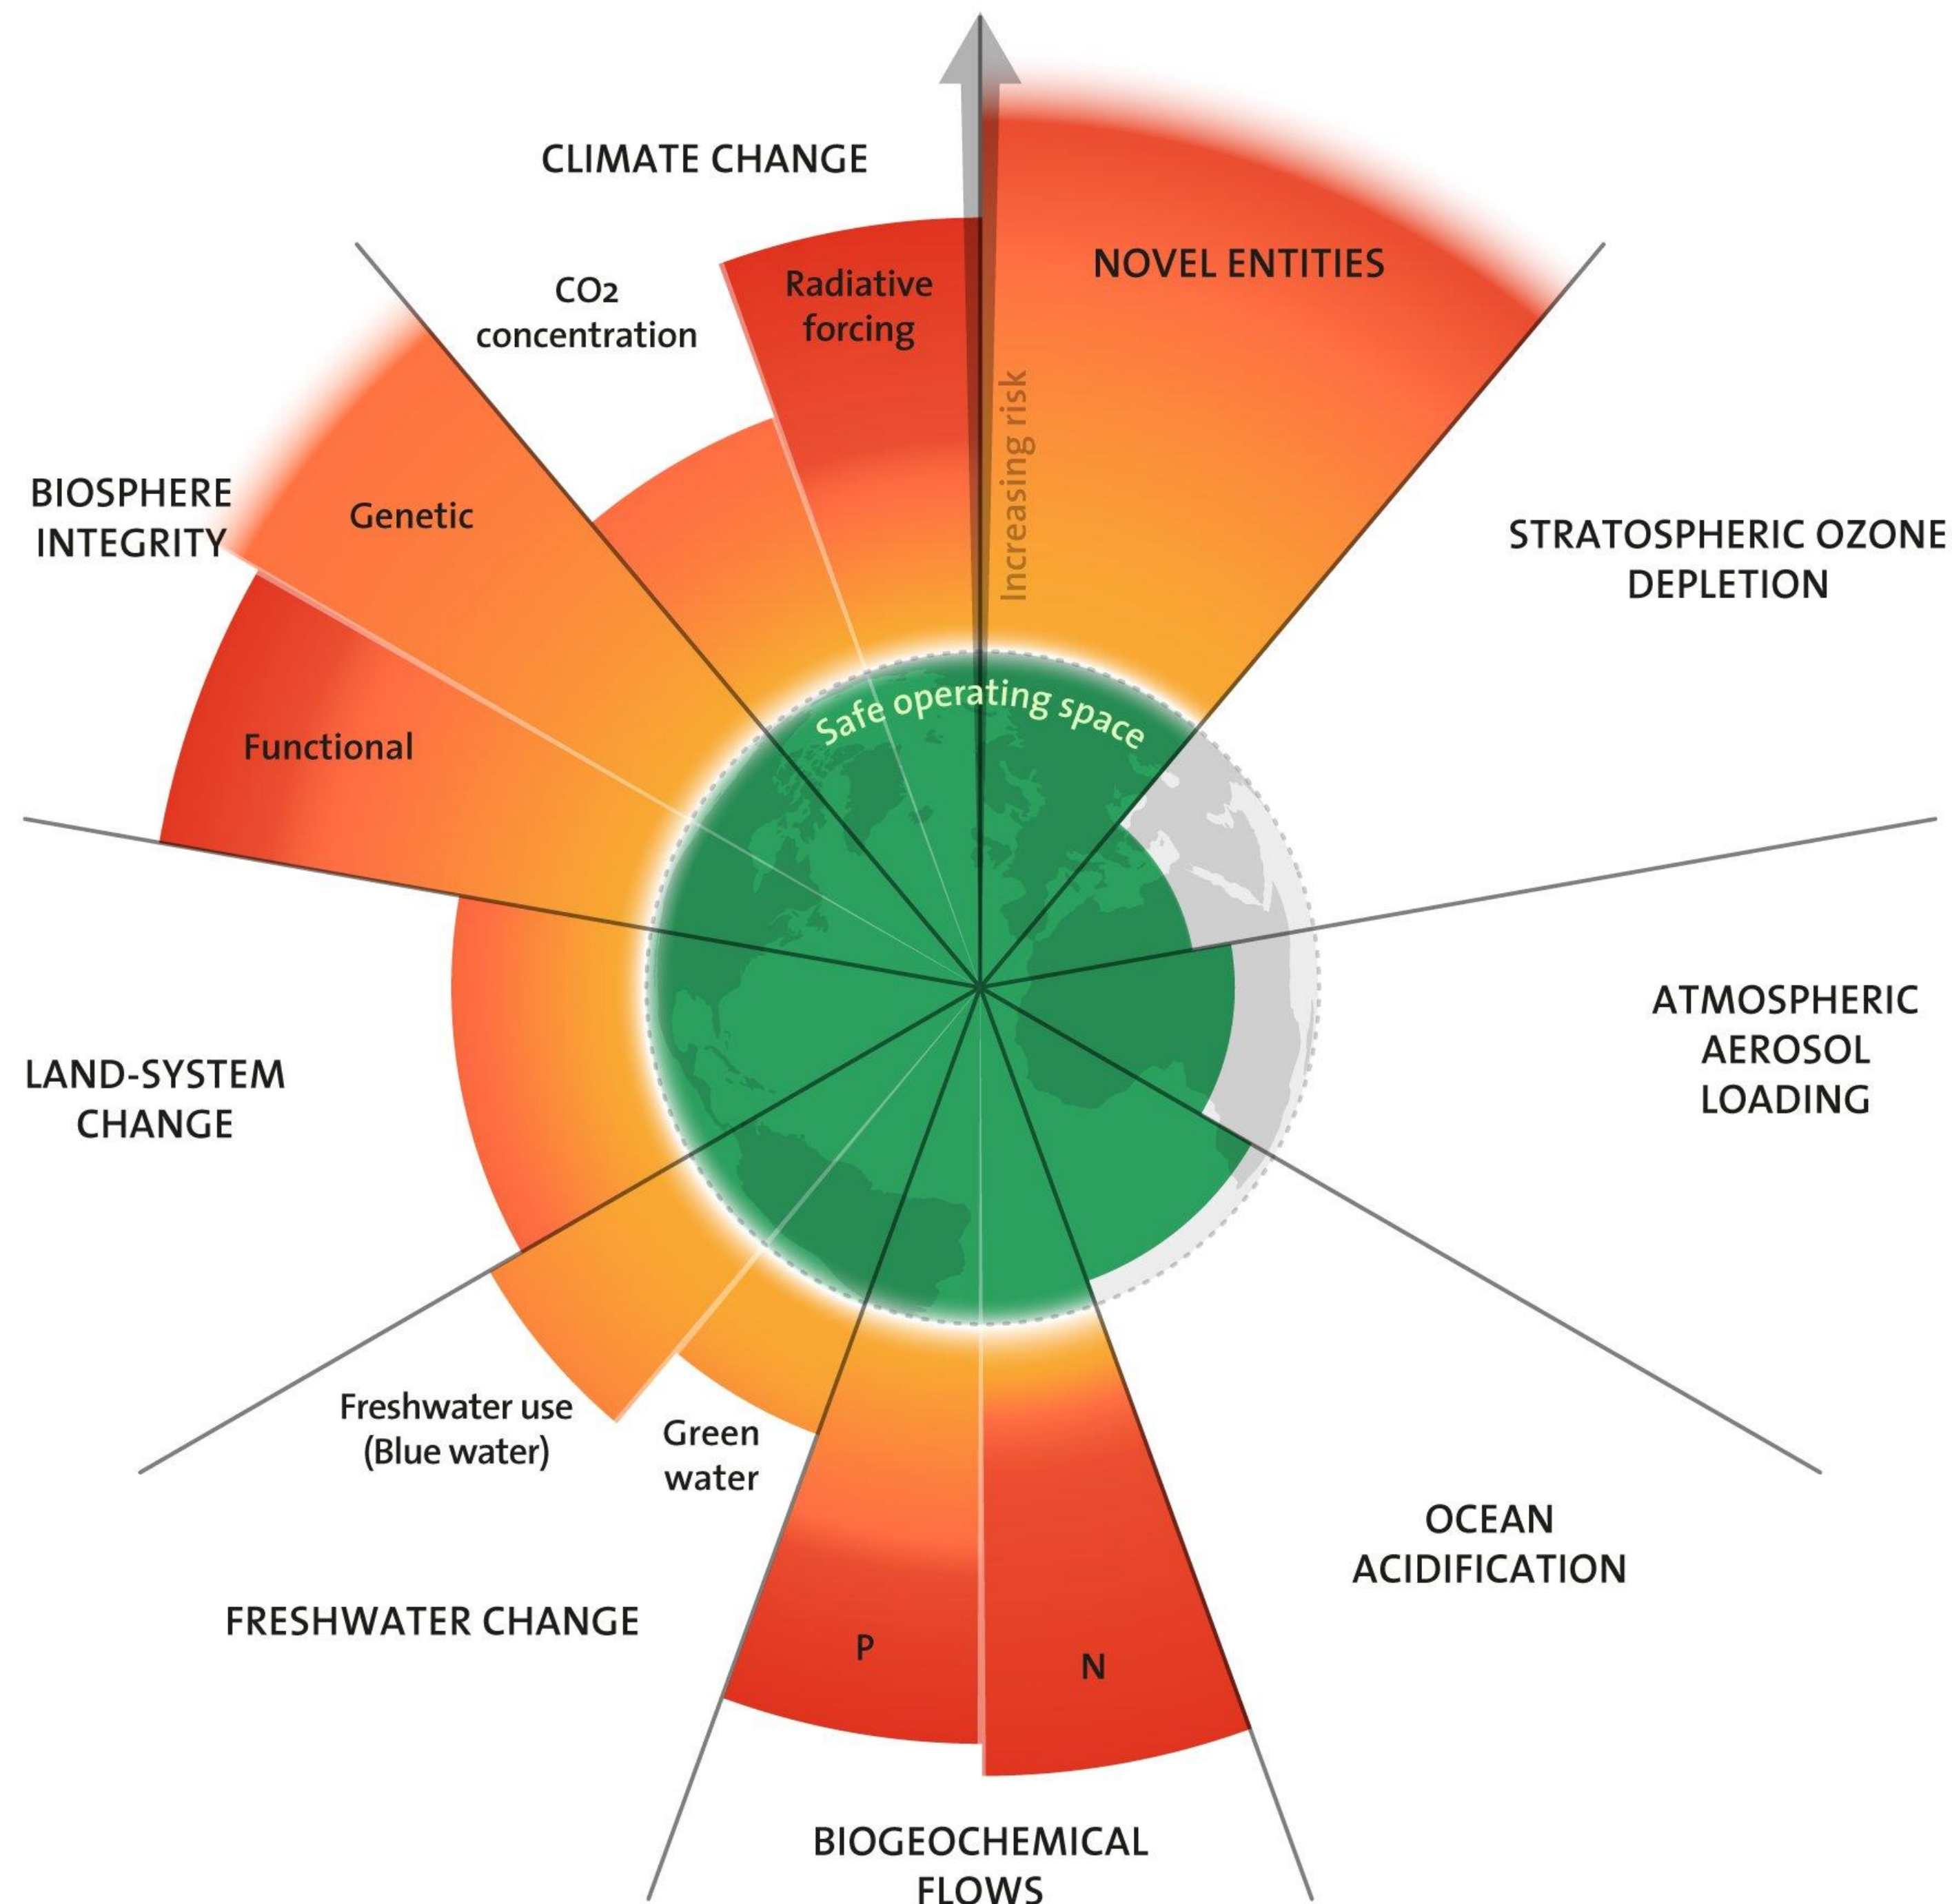 CLIMATE CHANGE
CO2
concentration
Radiative
forcing
NOVEL ENTITIES
Increasing risk
BIOSPHERE
INTEGRITY
Genetic
Functional
STRATOSPHERIC OZONE
DEPLETION
Safe operating space
ATMOSPHERIC
AEROSOL
LOADING
LAND-SYSTEM
CHANGE
Freshwater use
(Blue water)
Green
water
FRESHWATER CHANGE
P
N
OCEAN
ACIDIFICATION
BIOGEOCHEMICAL
FLOWS